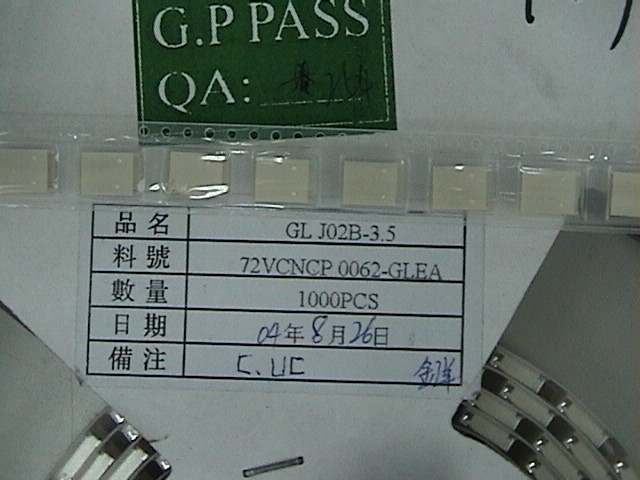 G.P PASS
QA:
品名 GL J02B-3.5
料號 72VCNCP 0062-GLEA
數量 1000PCS
日期 04年8月26日
備注 C.UC